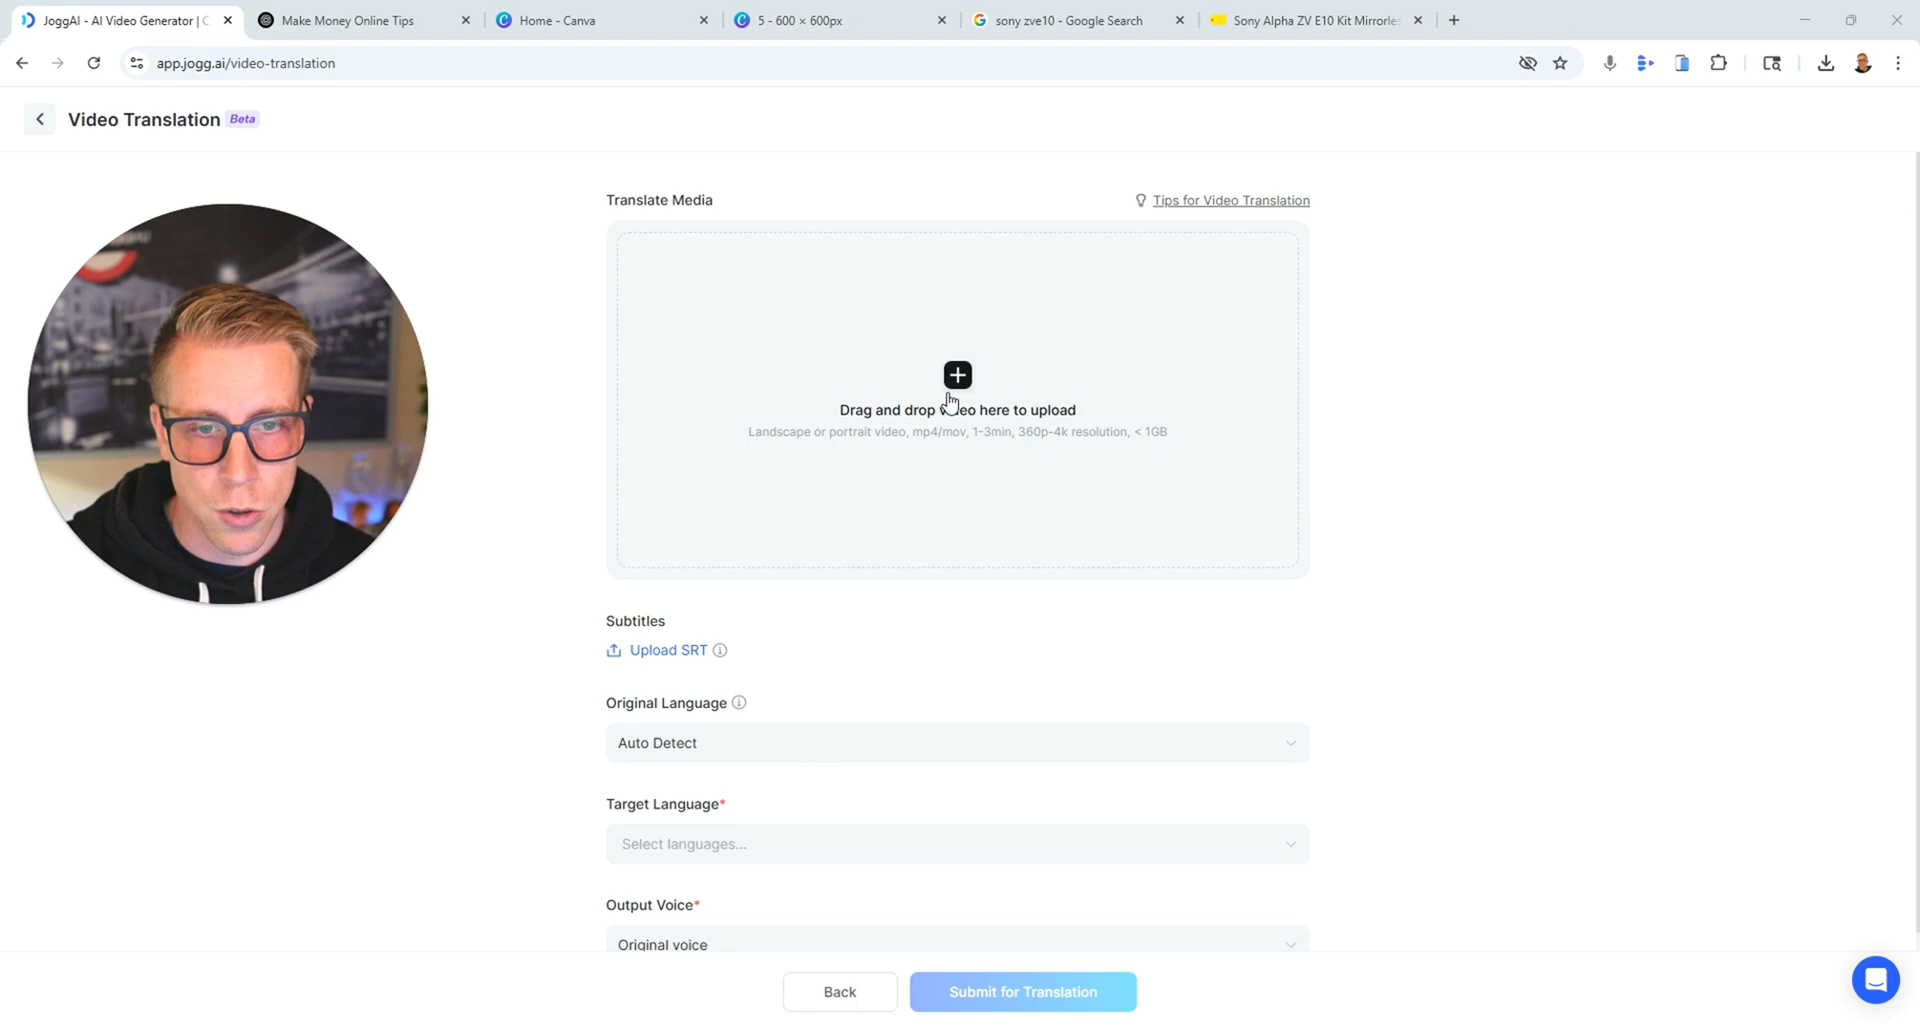 JoggAI - AI Video Generator | C
Make Money Online Tips
Home - Canva
5 - 600 × 600px
sony zve10 - Google Search
Sony Alpha ZV E10 Kit Mirrorles
app.jogg.ai/video-translation
Video Translation Beta
Translate Media
Tips for Video Translation
Drag and drop video here to upload
Landscape or portrait video, mp4/mov, 1-3min, 360p-4k resolution, < 1GB
Subtitles
Upload SRT
Original Language
Auto Detect
Target Language*
Select languages...
Output Voice*
Original voice
Back
Submit for Translation